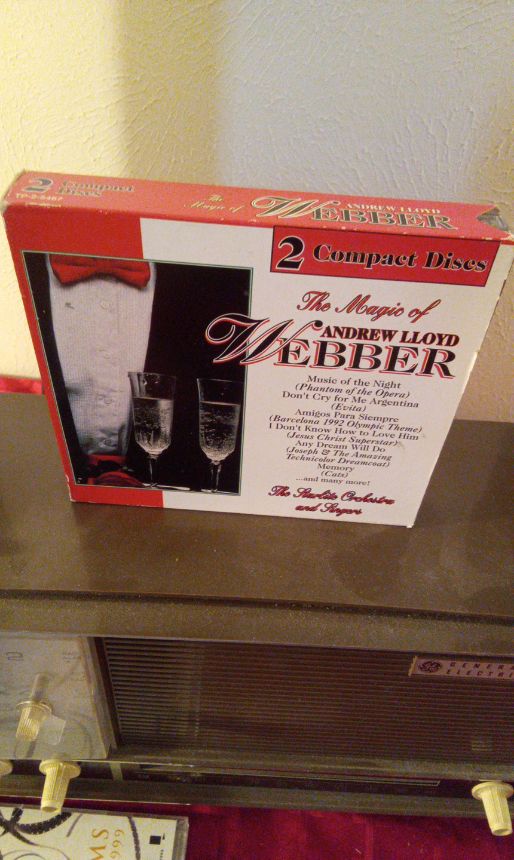 2 Compact Discs
TP-2-5467
The Magic of ANDREW LLOYD WEBBER
2 Compact Discs
The Magic of
ANDREW LLOYD
WEBBER
Music of the Night
(Phantom of the Opera)
Don't Cry for Me Argentina
(Evita)
Amigos Para Siempre
(Barcelona 1992 Olympic Theme)
I Don't Know How to Love Him
(Jesus Christ Superstar)
Any Dream Will Do
(Joseph & The Amazing
Technicolor Dreamcoat)
Memory
(Cats)
...and many more!
The Starlite Orchestra
and Singers
GENERAL
ELECTRIC